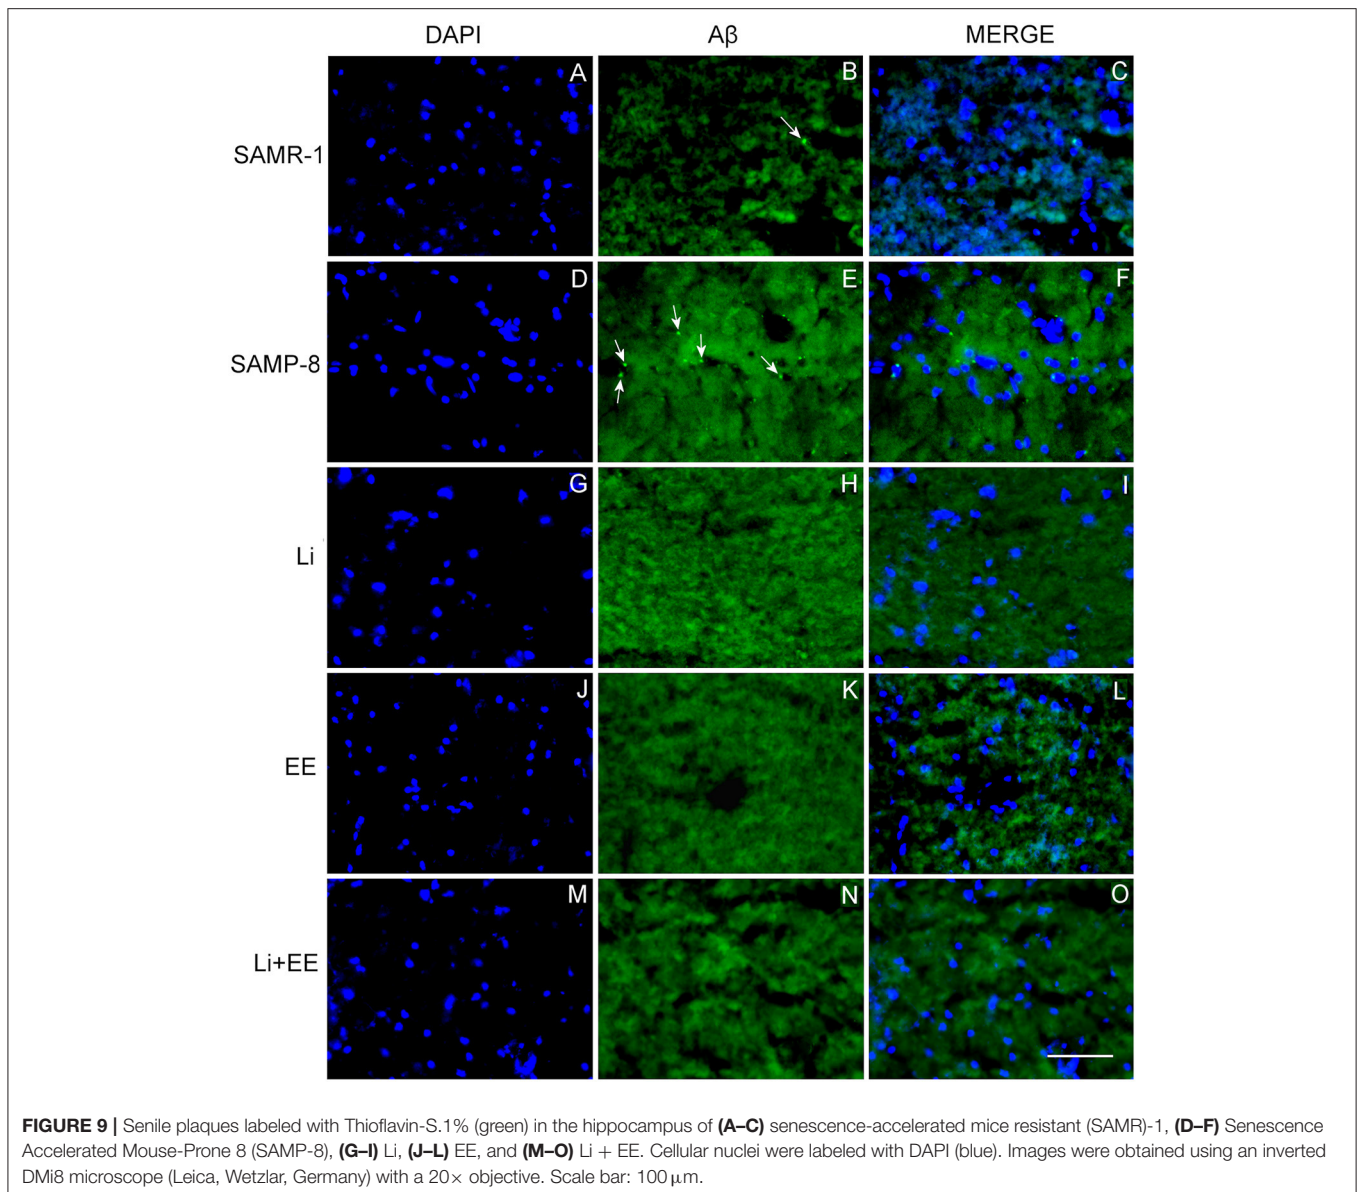 DAPI Aβ MERGE
A B C
SAMR-1
D E F
SAMP-8
G H I
Li
J K L
EE
M N O
Li+EE
FIGURE 9 | Senile plaques labeled with Thioflavin-S.1% (green) in the hippocampus of (A–C) senescence-accelerated mice resistant (SAMR)-1, (D–F) Senescence
Accelerated Mouse-Prone 8 (SAMP-8), (G–I) Li, (J–L) EE, and (M–O) Li + EE. Cellular nuclei were labeled with DAPI (blue). Images were obtained using an inverted
DMi8 microscope (Leica, Wetzlar, Germany) with a 20× objective. Scale bar: 100 µm.